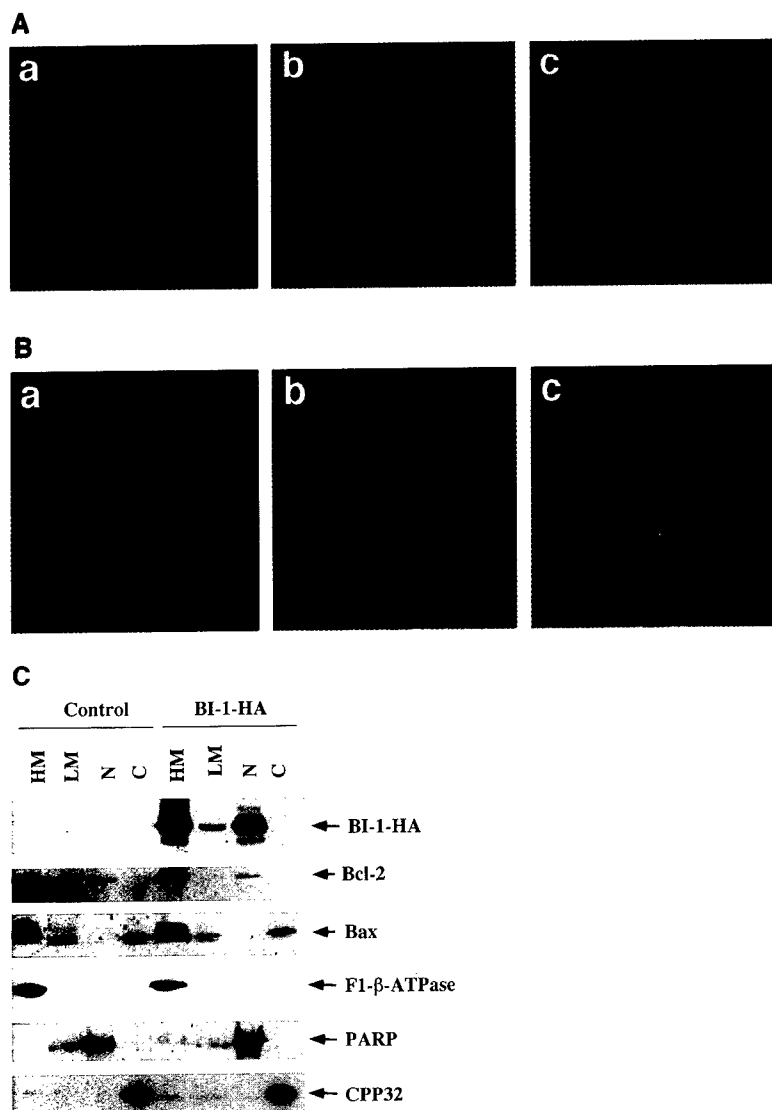 A
a b c
B
a b c
C
Control BI-1-HA
HM LM N C HM LM N C
BI-1-HA
Bcl-2
Bax
F1-β-ATPase
PARP
CPP32